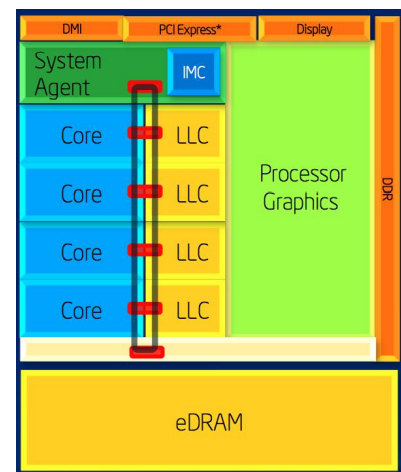 DMI
PCI Express*
Display
System
Agent
IMC
Core
LLC
Core
LLC
Core
LLC
Core
LLC
Processor
Graphics
DDR
eDRAM